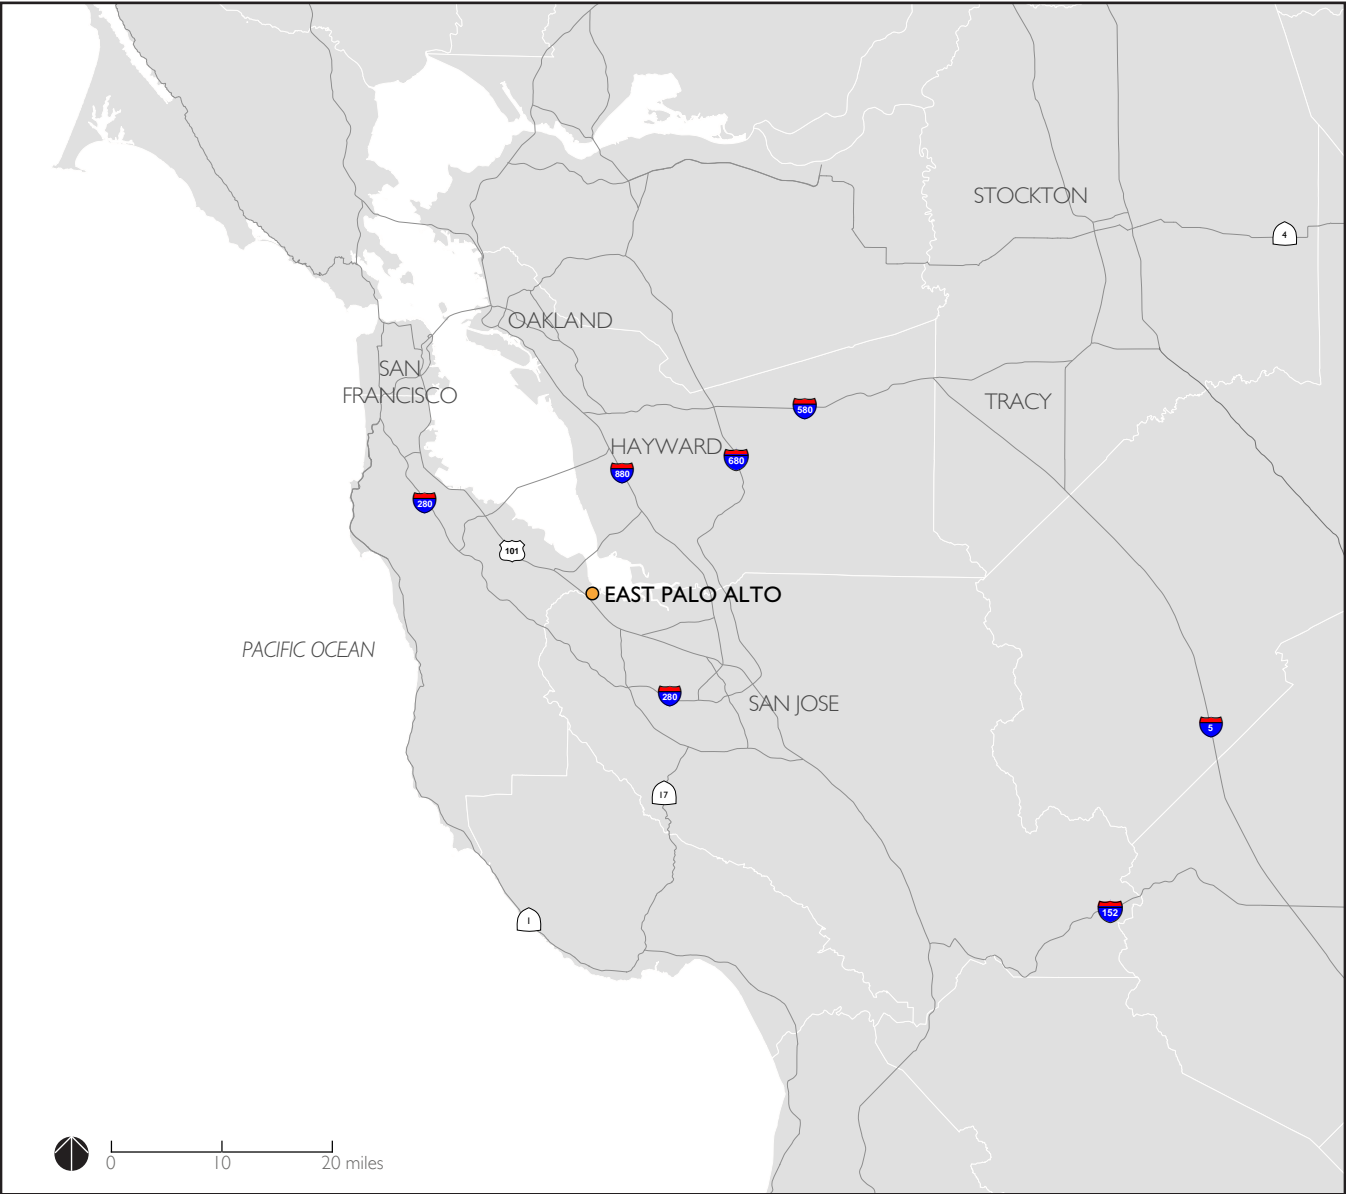 STOCKTON
4
OAKLAND
SAN
FRANCISCO
580
TRACY
HAYWARD
680
880
280
101
EAST PALO ALTO
PACIFIC OCEAN
280
SAN JOSE
5
17
152
1
0 10 20 miles